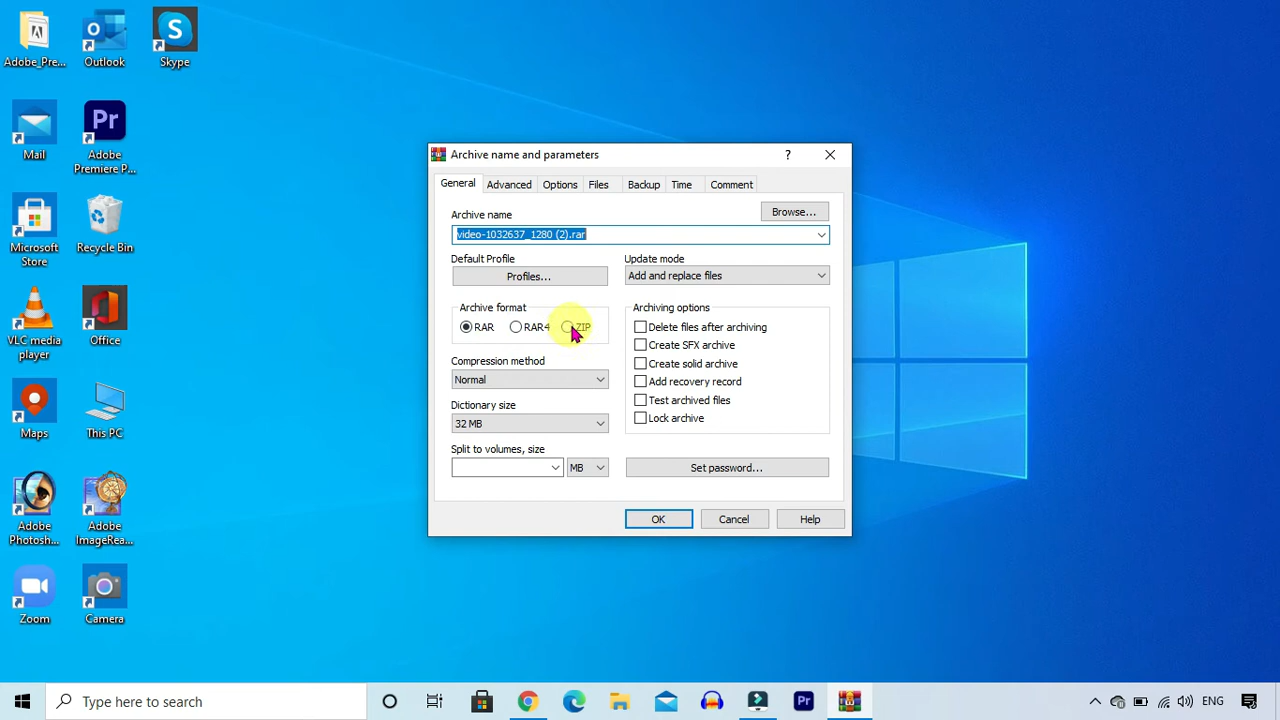 Adobe_Pre...
Outlook
Skype
Mail
Adobe
Premiere P...
Microsoft
Store
Recycle Bin
VLC media
player
Office
Maps
This PC
Adobe
Photosh...
Adobe
ImageRea...
Zoom
Camera
Archive name and parameters
?
General
Advanced
Options
Files
Backup
Time
Comment
Archive name
Browse...
video-1032637_1280 (2).rar
Default Profile
Update mode
Profiles...
Add and replace files
Archive format
Archiving options
RAR
RAR4
ZIP
Delete files after archiving
Create SFX archive
Create solid archive
Add recovery record
Test archived files
Lock archive
Compression method
Normal
Dictionary size
32 MB
Split to volumes, size
MB
Set password...
OK
Cancel
Help
Type here to search
ENG